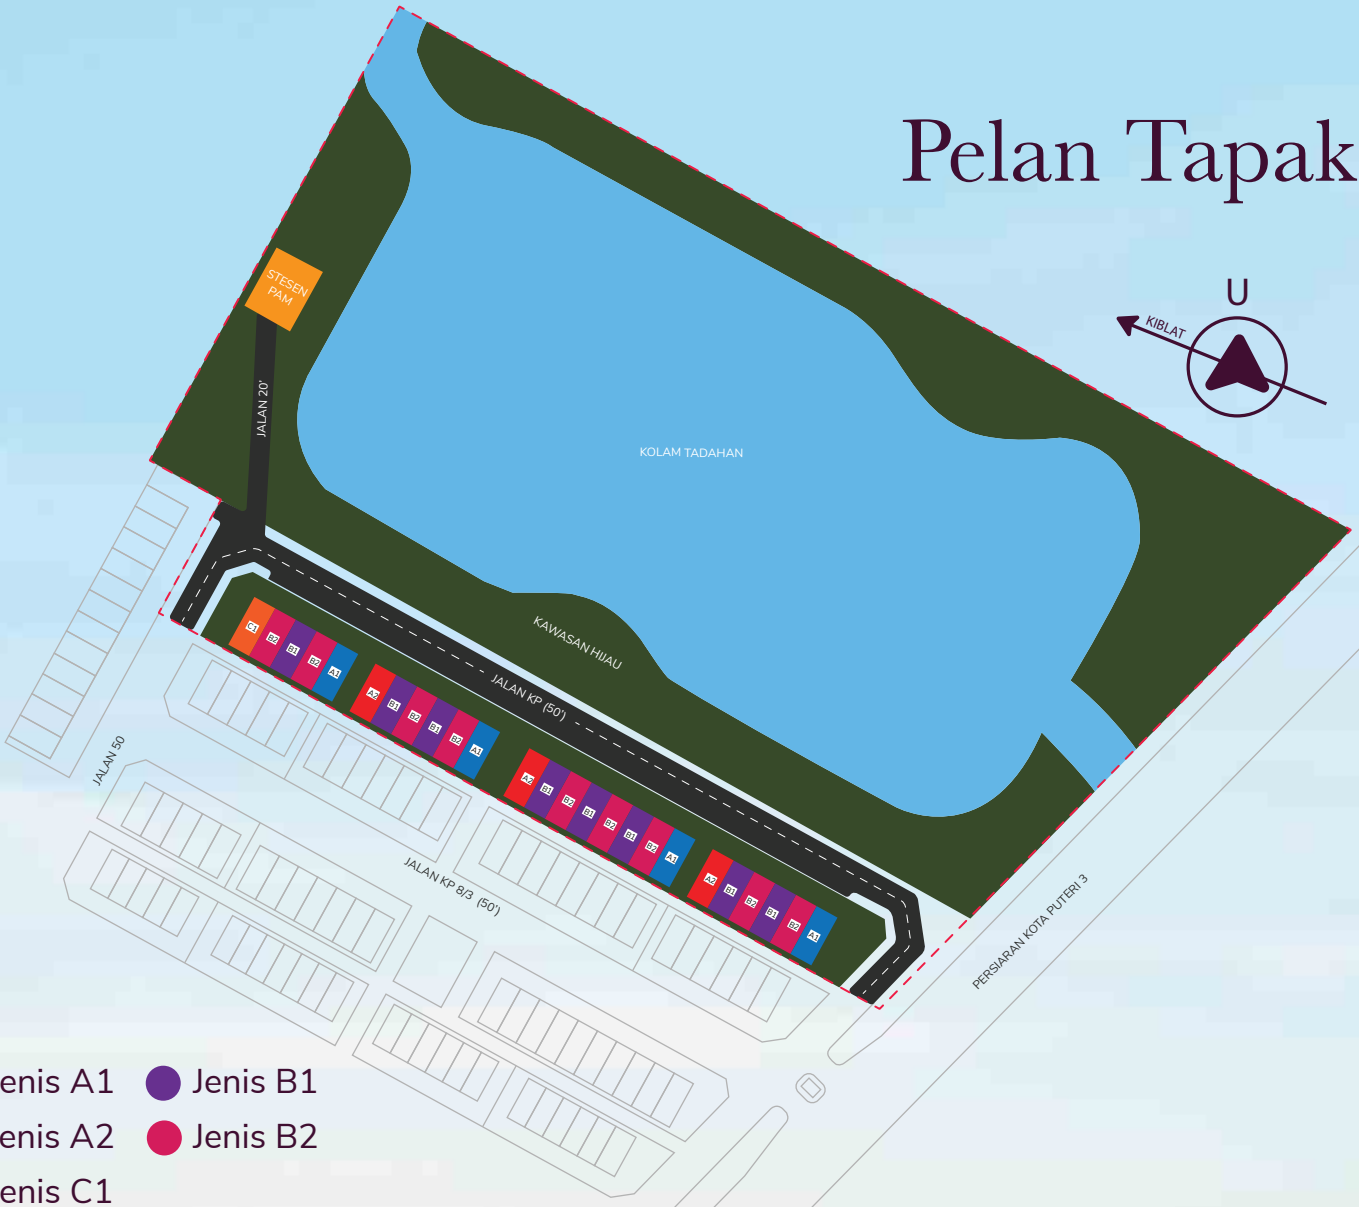 Pelan Tapak
U
KIBLAT
STESEN
PAM
JALAN 20'
KOLAM TADAHAN
KAWASAN HIJAU
JALAN KP (50')
C1
B2
B1
B2
A1
A2
B1
B2
B1
B2
A1
A2
B1
B2
B1
B2
B1
B2
A1
A2
B1
B2
B1
B2
A1
JALAN 50
JALAN KP 8/3 (50')
PERSIARAN KOTA PUTERI 3
enis A1 Jenis B1
enis A2 Jenis B2
enis C1